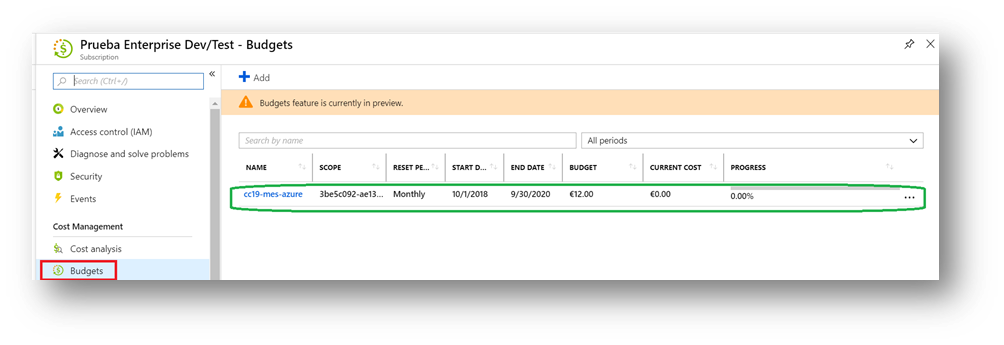 Prueba Enterprise Dev/Test - Budgets
Subscription
Search (Ctrl+/)
«
Overview
Access control (IAM)
Diagnose and solve problems
Security
Events
Cost Management
Cost analysis
Budgets
Add
Budgets feature is currently in preview.
Search by name
All periods
NAME SCOPE RESET PE... START D... END DATE BUDGET CURRENT COST PROGRESS
cc19-mes-azure 3be5c092-ae13... Monthly 10/1/2018 9/30/2020 €12.00 €0.00 0.00% ...